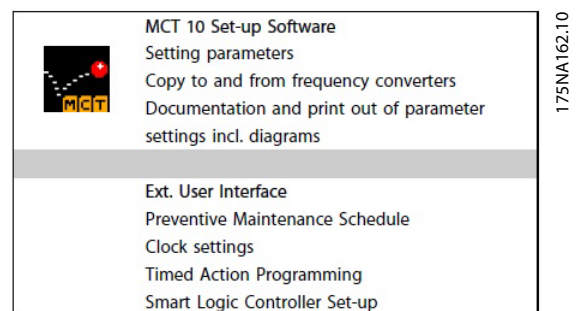 MCT 10 Set-up Software
Setting parameters
Copy to and from frequency converters
Documentation and print out of parameter
settings incl. diagrams
MCT
Ext. User Interface
Preventive Maintenance Schedule
Clock settings
Timed Action Programming
Smart Logic Controller Set-up
175NA162.10